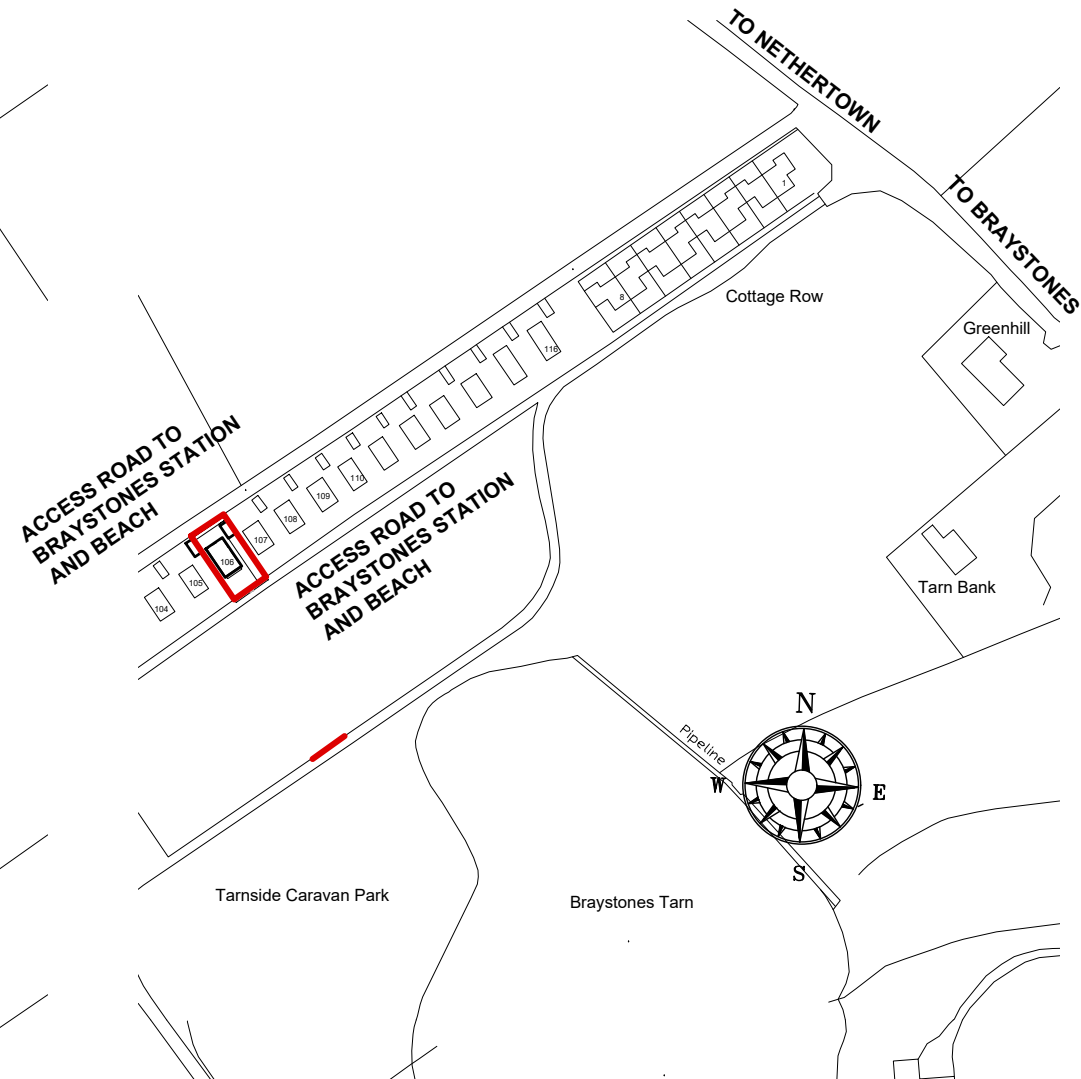 TO NETHERTOWN
TO BRAYSTONES
1
Cottage Row
8
Greenhill
116
ACCESS ROAD TO
BRAYSTONES STATION
AND BEACH
110
109
108
107
106
105
104
ACCESS ROAD TO
BRAYSTONES STATION
AND BEACH
Tarn Bank
N
Pipeline
W
E
S
Tarnside Caravan Park
Braystones Tarn